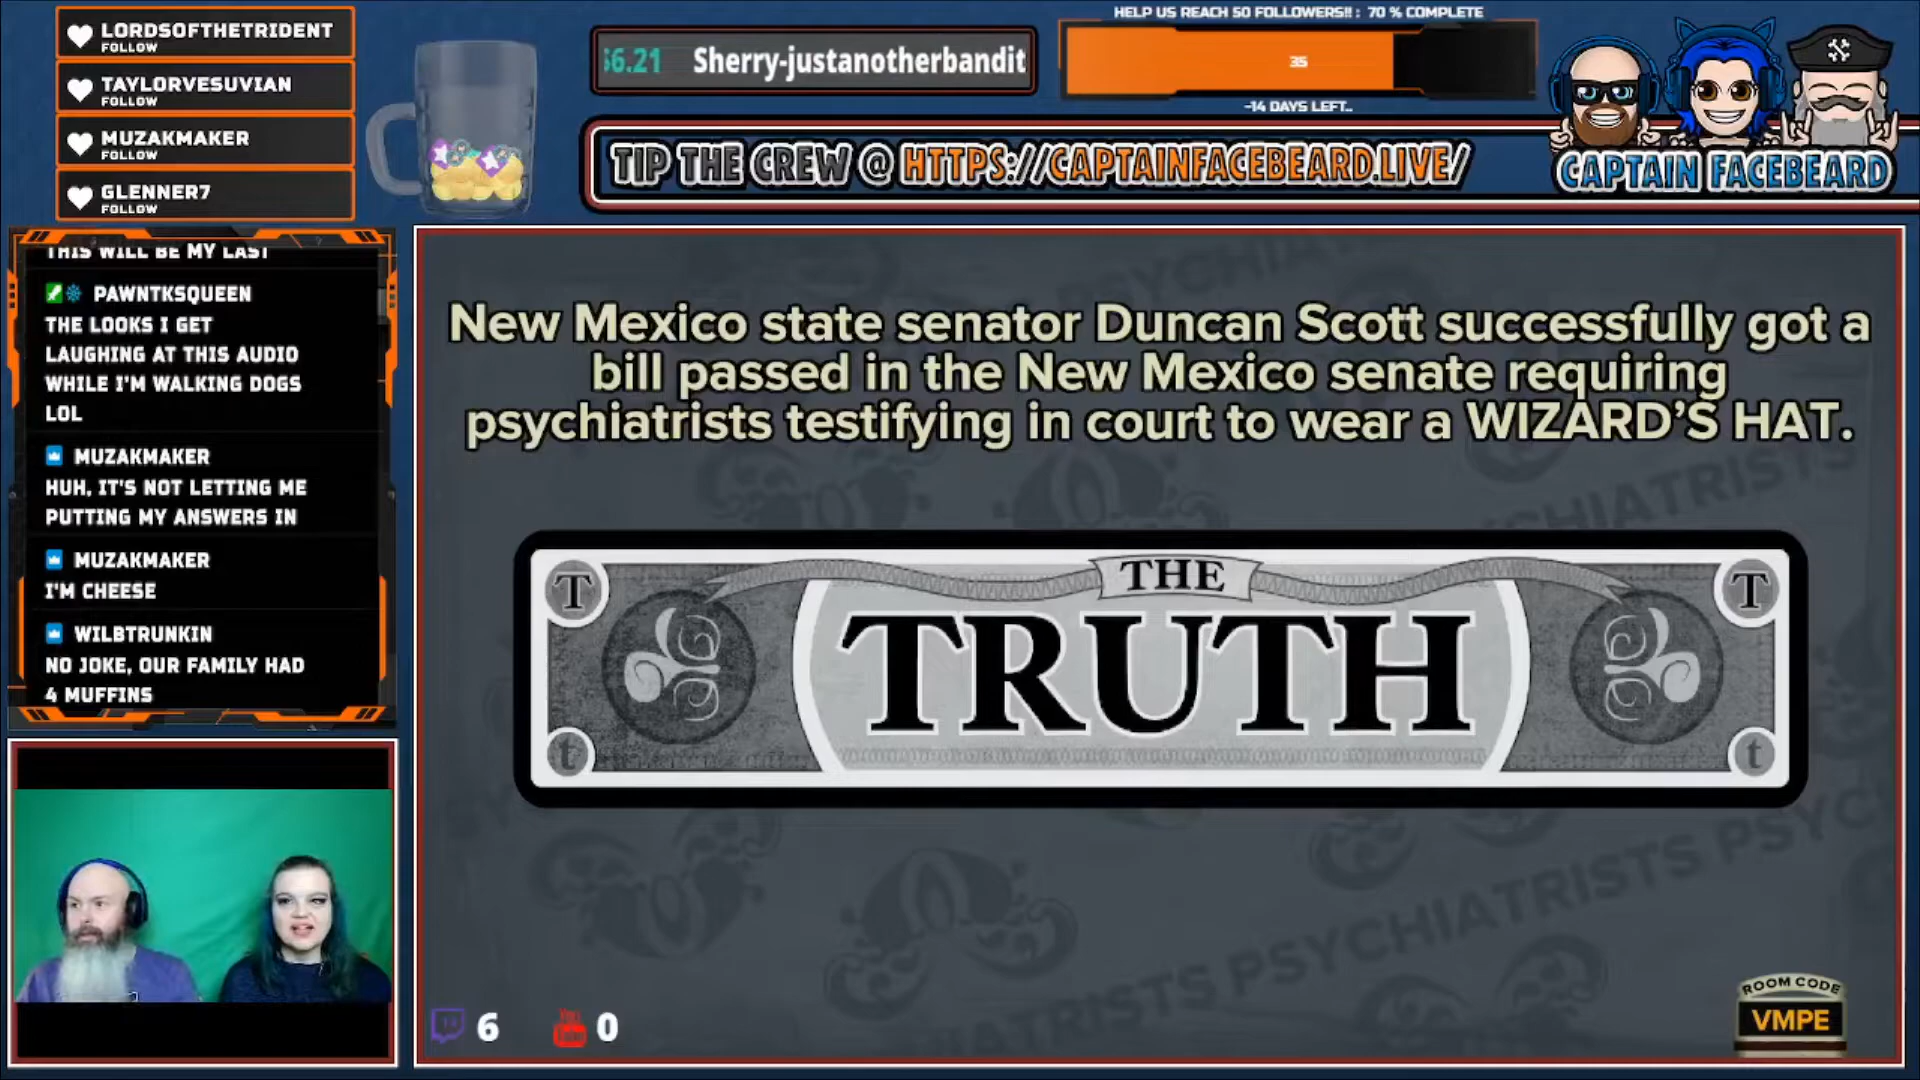 LORDSOFTHETRIDENT
FOLLOW
TAYLORVESUVIAN
FOLLOW
MUZAKMAKER
FOLLOW
GLENNER7
FOLLOW
$6.21 Sherry-justanotherbandit
HELP US REACH 50 FOLLOWERS!! : 70 % COMPLETE
35
-14 DAYS LEFT..
TIP THE CREW @ HTTPS://CAPTAINFACEBEARD.LIVE/
CAPTAIN FACEBEARD
THIS WILL BE MY LAST
PAWNTKSQUEEN
THE LOOKS I GET
LAUGHING AT THIS AUDIO
WHILE I'M WALKING DOGS
LOL
MUZAKMAKER
HUH, IT'S NOT LETTING ME
PUTTING MY ANSWERS IN
MUZAKMAKER
I'M CHEESE
WILBTRUNKIN
NO JOKE, OUR FAMILY HAD
4 MUFFINS
New Mexico state senator Duncan Scott successfully got a
bill passed in the New Mexico senate requiring
psychiatrists testifying in court to wear a WIZARD’S HAT.
T
T
THE
TRUTH
t
t
PSYCHIATRISTS PSYCHIATRISTS
6
You Tube 0
ROOM CODE
VMPE